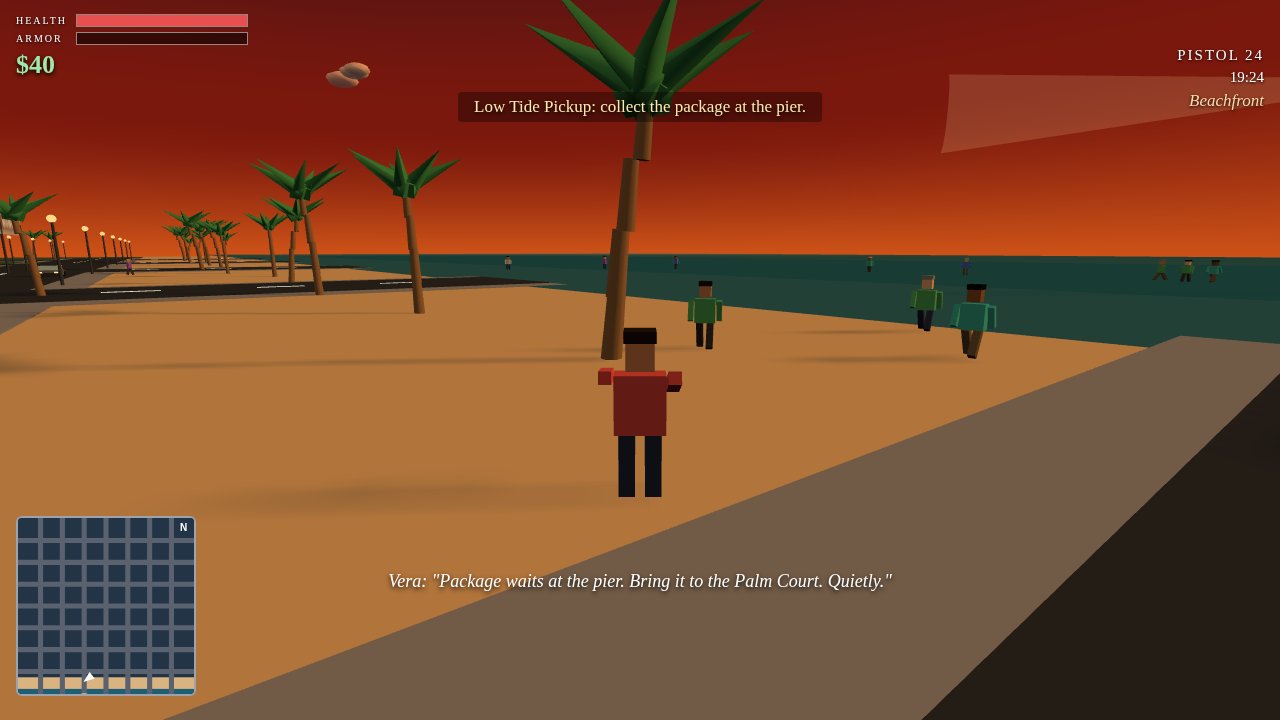 HEALTH
ARMOR
$40
PISTOL 24
19:24
Beachfront
Low Tide Pickup: collect the package at the pier.
Vera: "Package waits at the pier. Bring it to the Palm Court. Quietly."
N